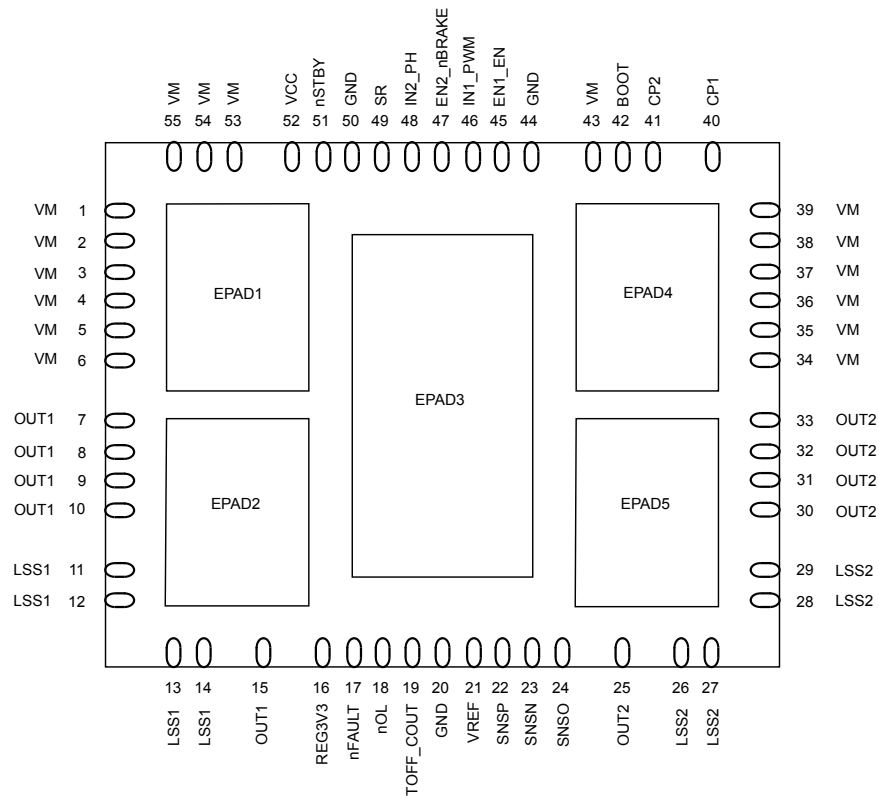 VM VM VM VCC nSTBY GND SR IN2_PH EN2_nBRAKE IN1_PWM EN1_EN GND VM BOOT CP2 CP1
55 54 53 52 51 50 49 48 47 46 45 44 43 42 41 40
VM 1 39 VM
VM 2 38 VM
VM 3 37 VM
VM 4 36 VM
VM 5 35 VM
VM 6 34 VM
EPAD1 EPAD4
EPAD3
OUT1 7 33 OUT2
OUT1 8 32 OUT2
OUT1 9 31 OUT2
OUT1 10 30 OUT2
EPAD2 EPAD5
LSS1 11 29 LSS2
LSS1 12 28 LSS2
13 14 15 16 17 18 19 20 21 22 23 24 25 26 27
LSS1 LSS1 OUT1 REG3V3 nFAULT nOL TOFF_COUT GND VREF SNSP SNSN SNSO OUT2 LSS2 LSS2